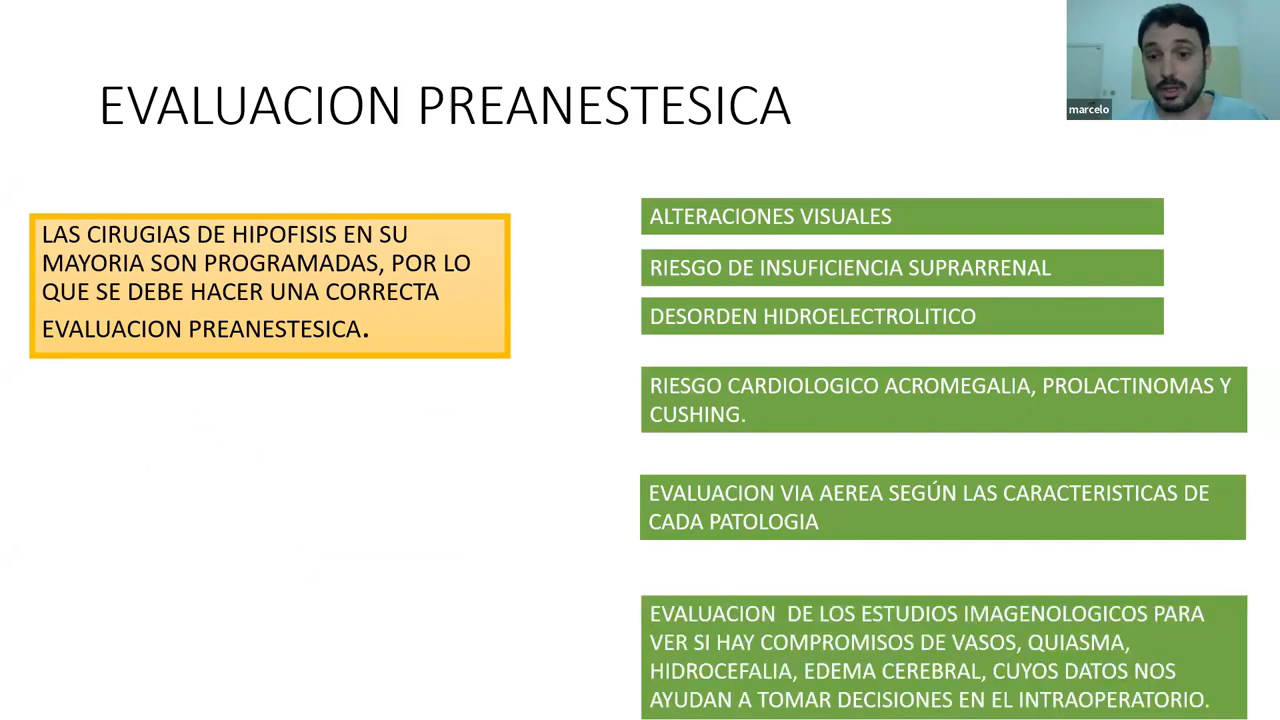 EVALUACION PREANESTESICA
marcelo
LAS CIRUGIAS DE HIPOFISIS EN SU
MAYORIA SON PROGRAMADAS, POR LO
QUE SE DEBE HACER UNA CORRECTA
EVALUACION PREANESTESICA.
ALTERACIONES VISUALES
RIESGO DE INSUFICIENCIA SUPRARRENAL
DESORDEN HIDROELECTROLITICO
RIESGO CARDIOLOGICO ACROMEGALIA, PROLACTINOMAS Y
CUSHING.
EVALUACION VIA AEREA SEGÚN LAS CARACTERISTICAS DE
CADA PATOLOGIA
EVALUACION DE LOS ESTUDIOS IMAGENOLOGICOS PARA
VER SI HAY COMPROMISOS DE VASOS, QUIASMA,
HIDROCEFALIA, EDEMA CEREBRAL, CUYOS DATOS NOS
AYUDAN A TOMAR DECISIONES EN EL INTRAOPERATORIO.